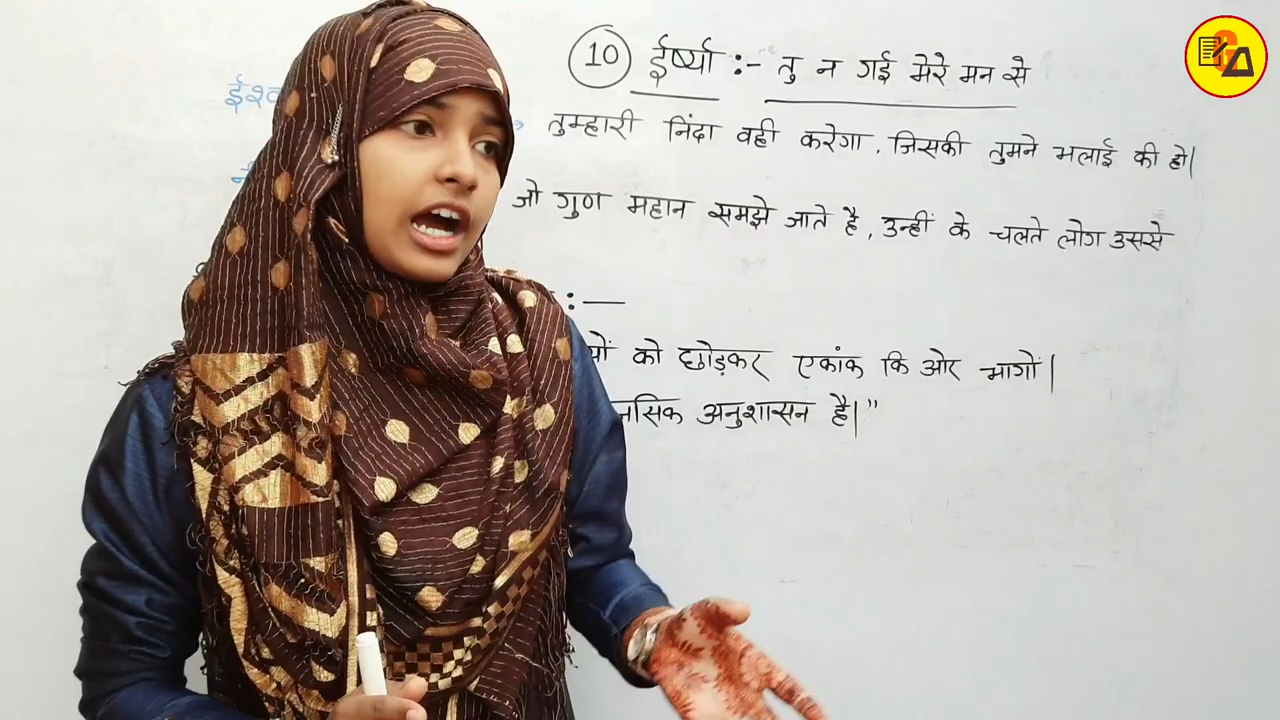 10 ईर्ष्या :- तु न गई मेरे मन से
ईश्व
तुम्हारी निंदा वही करेगा, जिसकी तुमने भलाई की हो।
जो गुण महान समझे जाते है, उन्हीं के चलते लोग उससे
:—
यों को छोड़कर एकांक कि ओर भागों।
नसिक अनुशासन है।”